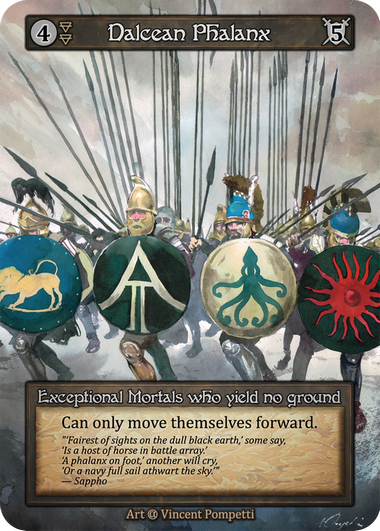 4
Dalcean Phalanx
5
Exceptional Mortals who yield no ground
Can only move themselves forward.
"'Fairest of sights on the dull black earth,' some say,
'Is a host of horse in battle array.'
'A phalanx on foot,' another will cry,
'Or a navy full sail athwart the sky.'"
— Sappho
Art @ Vincent Pompetti